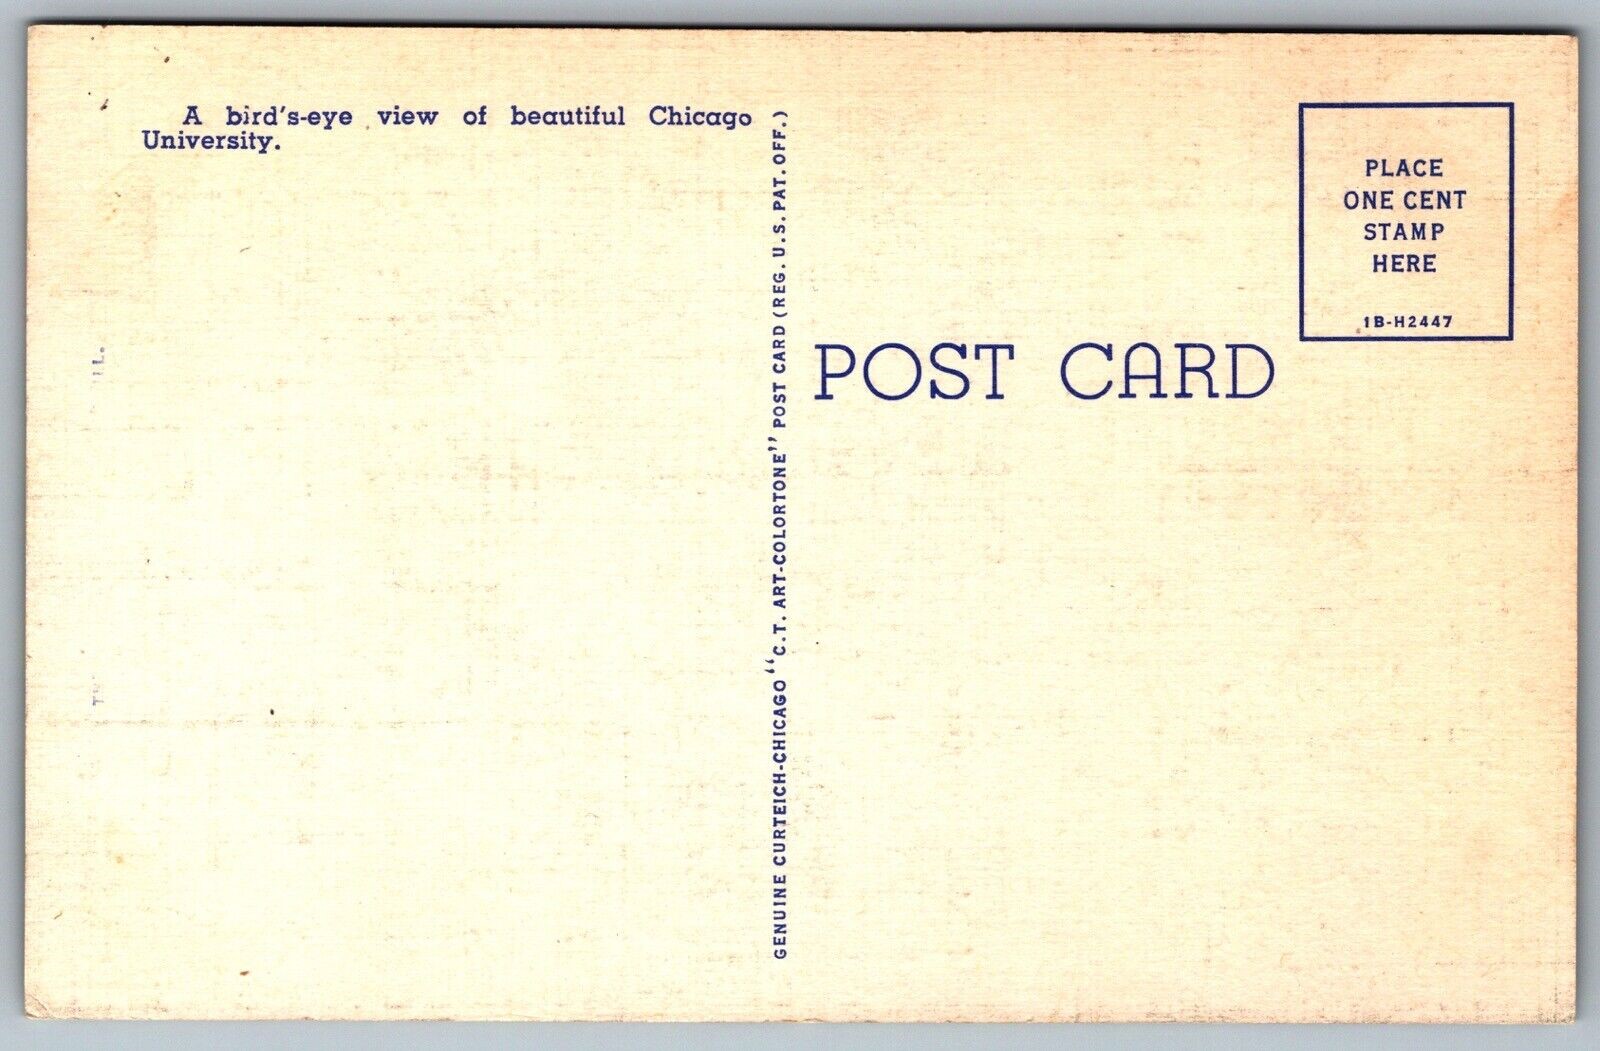 A bird's-eye view of beautiful Chicago
University.
GENUINE CURTEICH-CHICAGO "C.T. ART-COLORTONE" POST CARD (REG. U.S. PAT. OFF.)
POST CARD
PLACE
ONE CENT
STAMP
HERE
1B-H2447